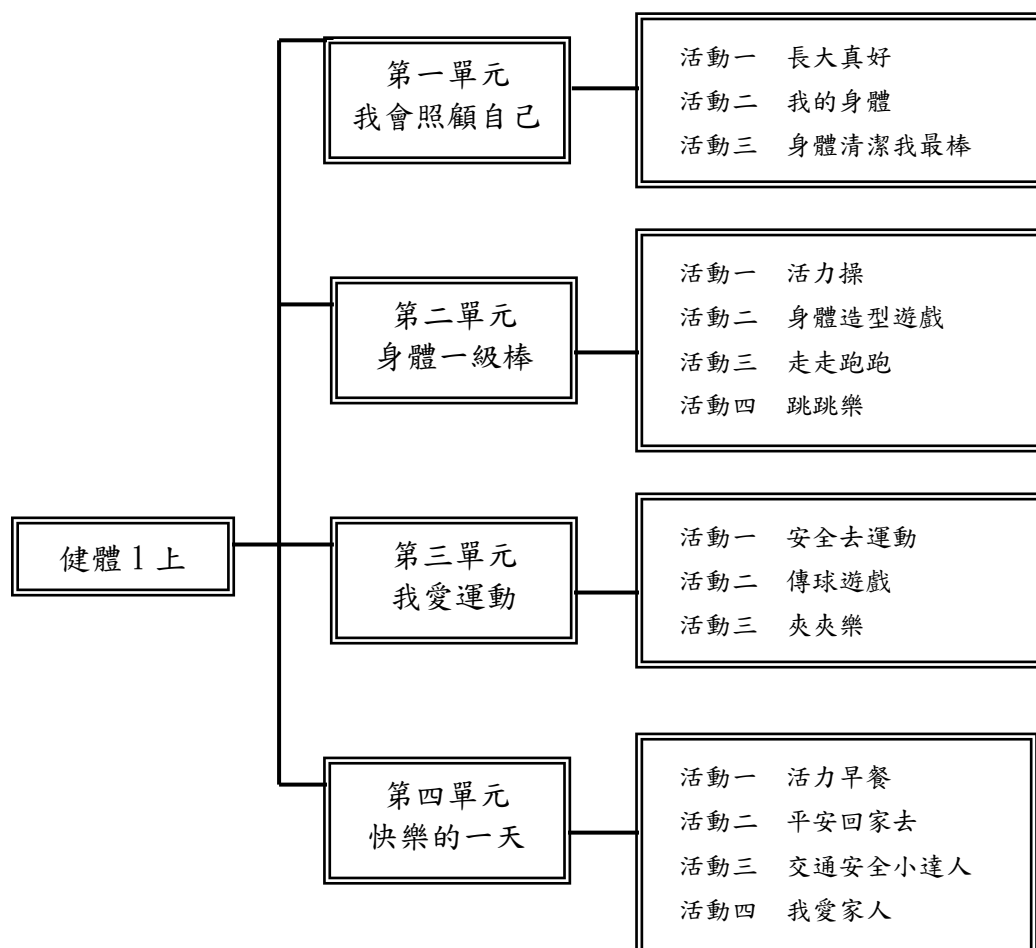 第一單元
我會照顧自己
活動一 長大真好
活動二 我的身體
活動三 身體清潔我最棒
第二單元
身體一級棒
活動一 活力操
活動二 身體造型遊戲
活動三 走走跑跑
活動四 跳跳樂
健體1上
第三單元
我愛運動
活動一 安全去運動
活動二 傳球遊戲
活動三 夾夾樂
第四單元
快樂的一天
活動一 活力早餐
活動二 平安回家去
活動三 交通安全小達人
活動四 我愛家人